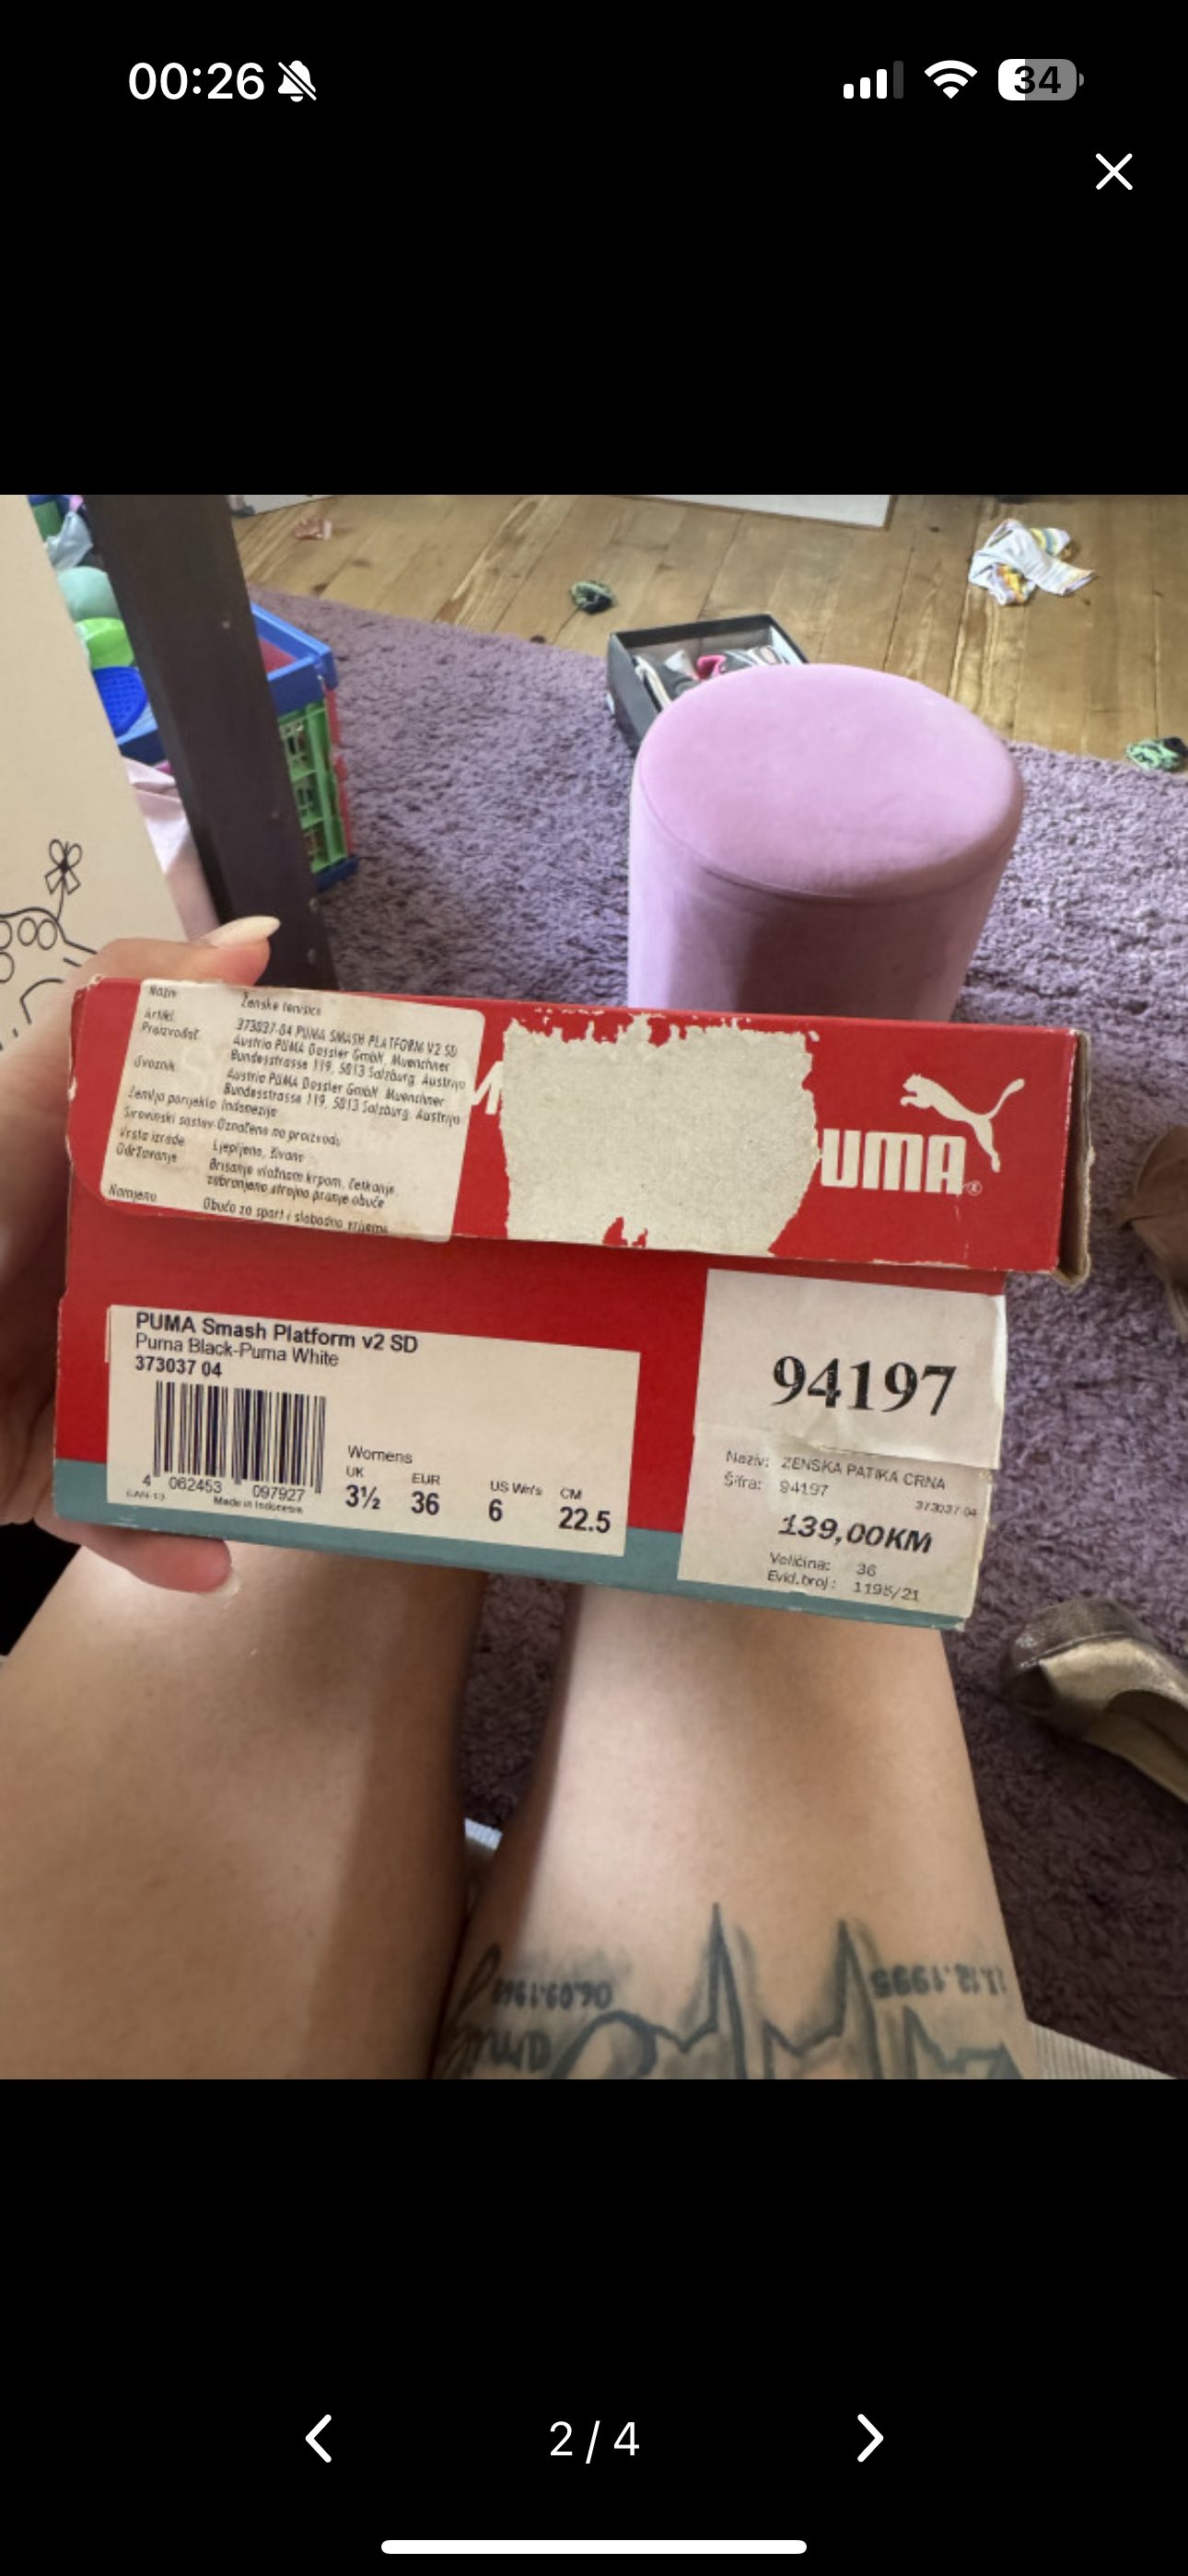 00:26
34
Naziv Ženske tenisice
Artikl. 373037-04 PUMA SMASH PLATFORM V2 SD
Proizvođač Austria PUMA Dassler GmbH, Muenchner
Bundesstrasse 119, 5013 Salzburg, Austrija
Uvoznik Austria PUMA Dassler GmbH, Muenchner
Bundesstrasse 119, 5013 Salzburg, Austrija
Zemlja porijekla Indonezija
Sirovinski sastav Označeno na proizvodu
Vrsta izrade Ljepljeno, šivano
Održavanje Brisanje vlažnom krpom, četkanje,
zabranjeno strojno pranje obuće
Namjena Obuća za sport i slobodno vrijeme
UMA®
PUMA Smash Platform v2 SD
Puma Black-Puma White
373037 04
4 062453 097927
EAN-13 Made in Indonesia
Womens
UK EUR US Wn's CM
3½ 36 6 22.5
94197
Naziv: ZENSKA PATIKA CRNA
Šifra: 94197 373037-04
139,00KM
Veličina: 36
Evid.broj: 1195/21
06.09.19
11.12.1995
2 / 4